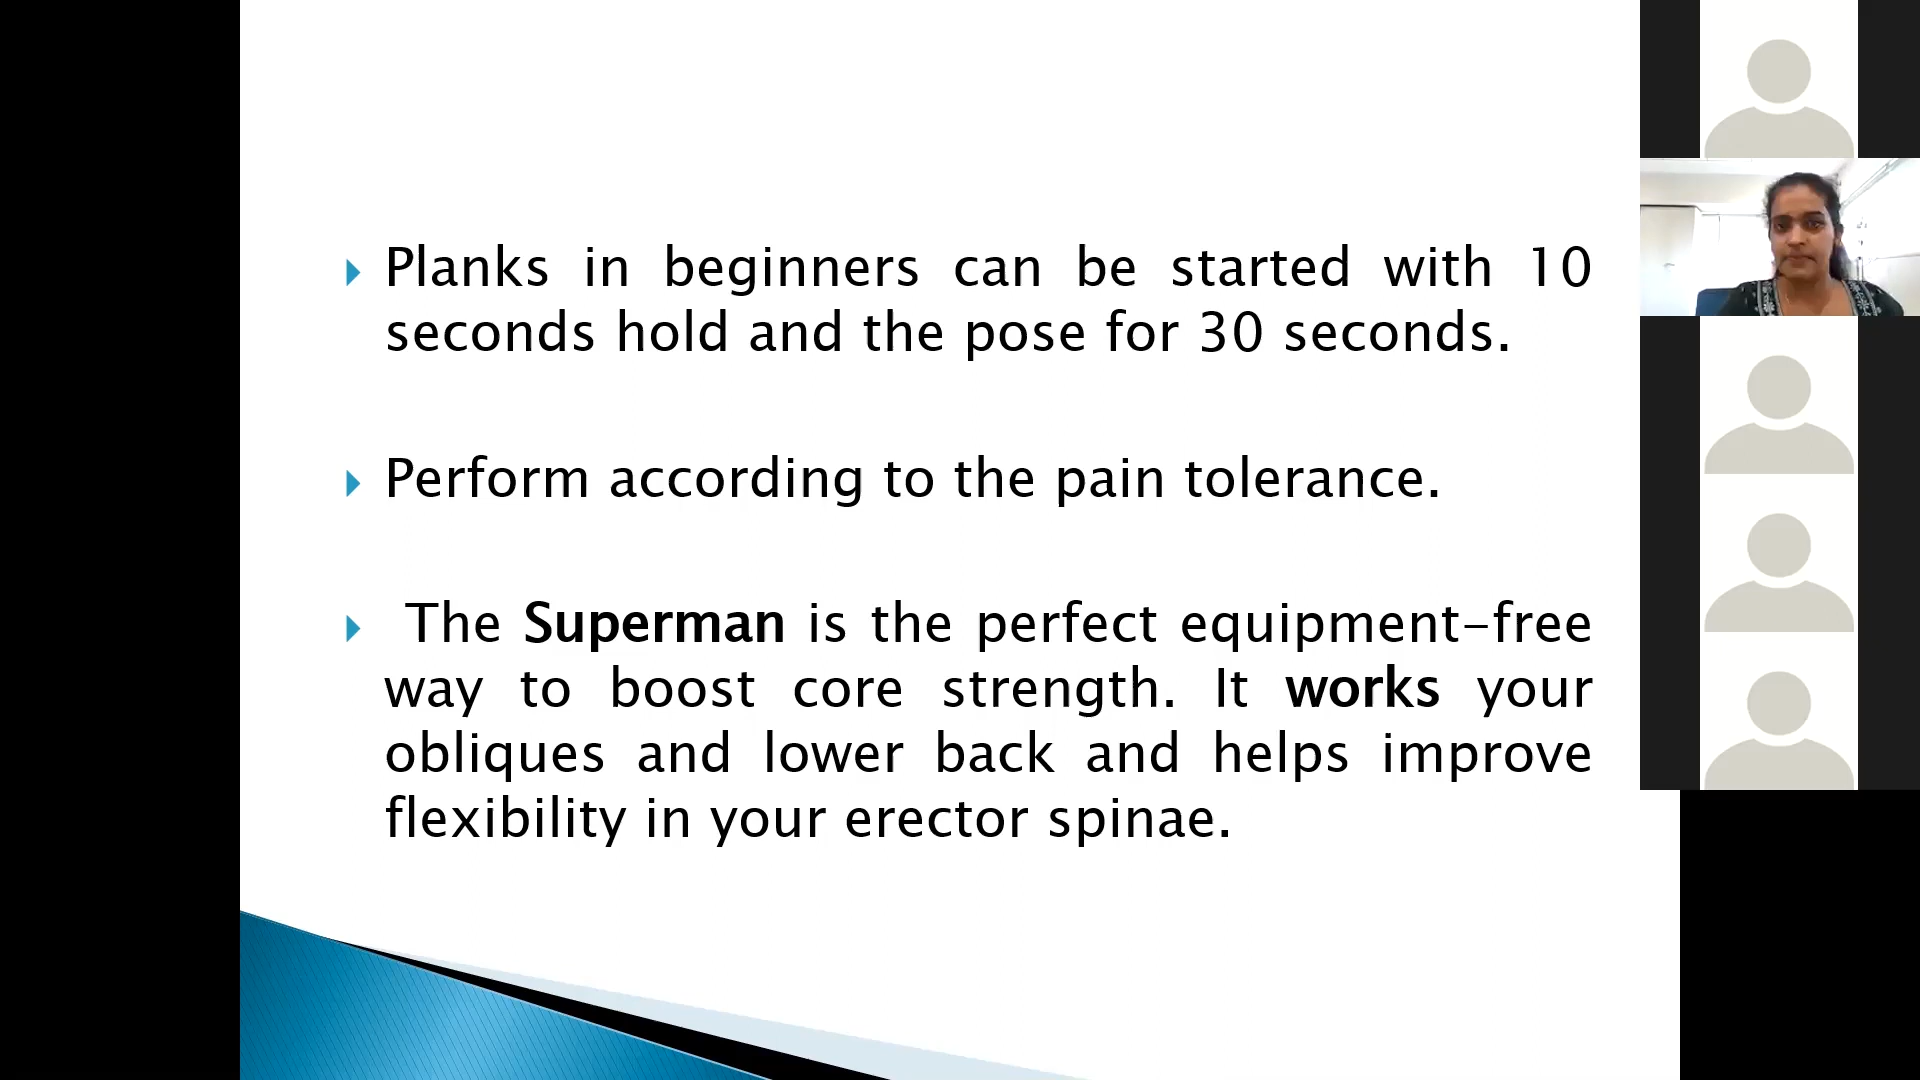 Planks in beginners can be started with 10
seconds hold and the pose for 30 seconds.
Perform according to the pain tolerance.
The Superman is the perfect equipment-free
way to boost core strength. It works your
obliques and lower back and helps improve
flexibility in your erector spinae.